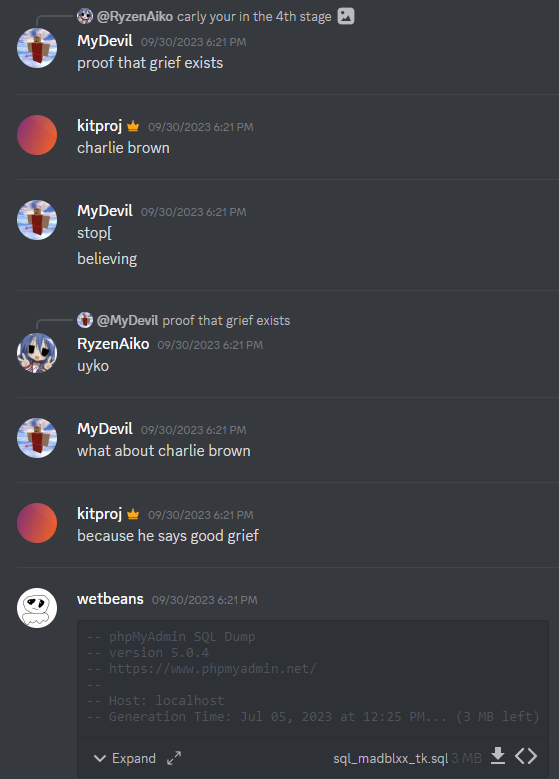 @RyzenAiko carly your in the 4th stage
MyDevil 09/30/2023 6:21 PM
proof that grief exists
kitproj 09/30/2023 6:21 PM
charlie brown
MyDevil 09/30/2023 6:21 PM
stop[
believing
@MyDevil proof that grief exists
RyzenAiko 09/30/2023 6:21 PM
uyko
MyDevil 09/30/2023 6:21 PM
what about charlie brown
kitproj 09/30/2023 6:21 PM
because he says good grief
wetbeans 09/30/2023 6:21 PM
-- phpMyAdmin SQL Dump
-- version 5.0.4
-- https://www.phpmyadmin.net/
--
-- Host: localhost
-- Generation Time: Jul 05, 2023 at 12:25 PM... (3 MB left)
Expand sql_madblxx_tk.sql 3 MB